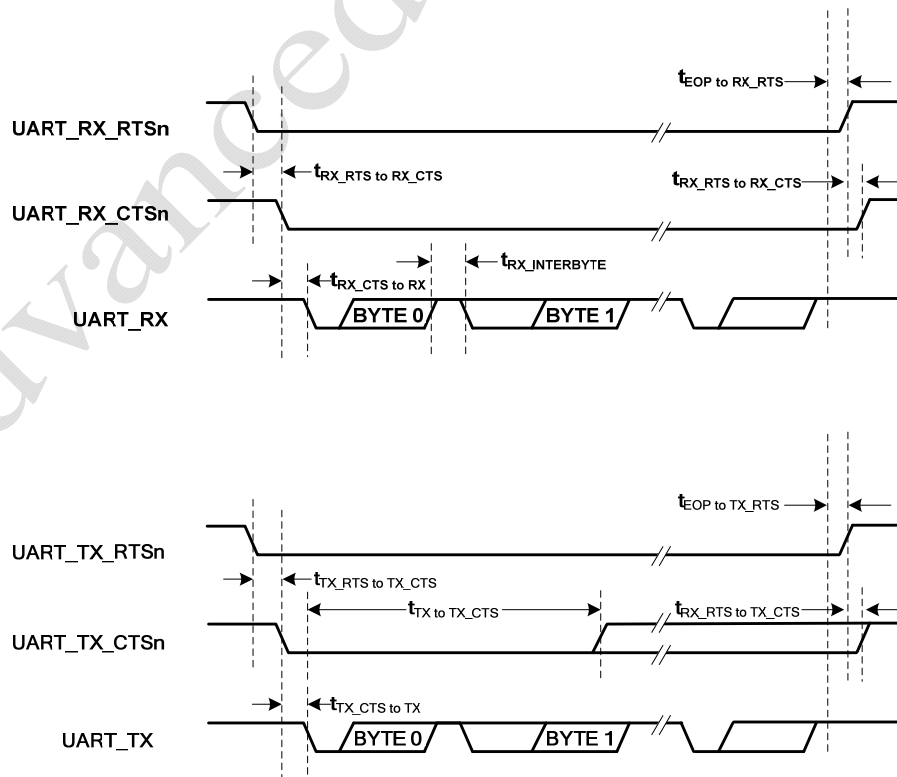 Advanced
tEOP to RX_RTS
UART_RX_RTSn
tRX_RTS to RX_CTS
tRX_RTS to RX_CTS
UART_RX_CTSn
tRX_INTERBYTE
tRX_CTS to RX
UART_RX
BYTE 0
BYTE 1
tEOP to TX_RTS
UART_TX_RTSn
tTX_RTS to TX_CTS
tTX to TX_CTS
tRX_RTS to TX_CTS
UART_TX_CTSn
tTX_CTS to TX
UART_TX
BYTE 0
BYTE 1